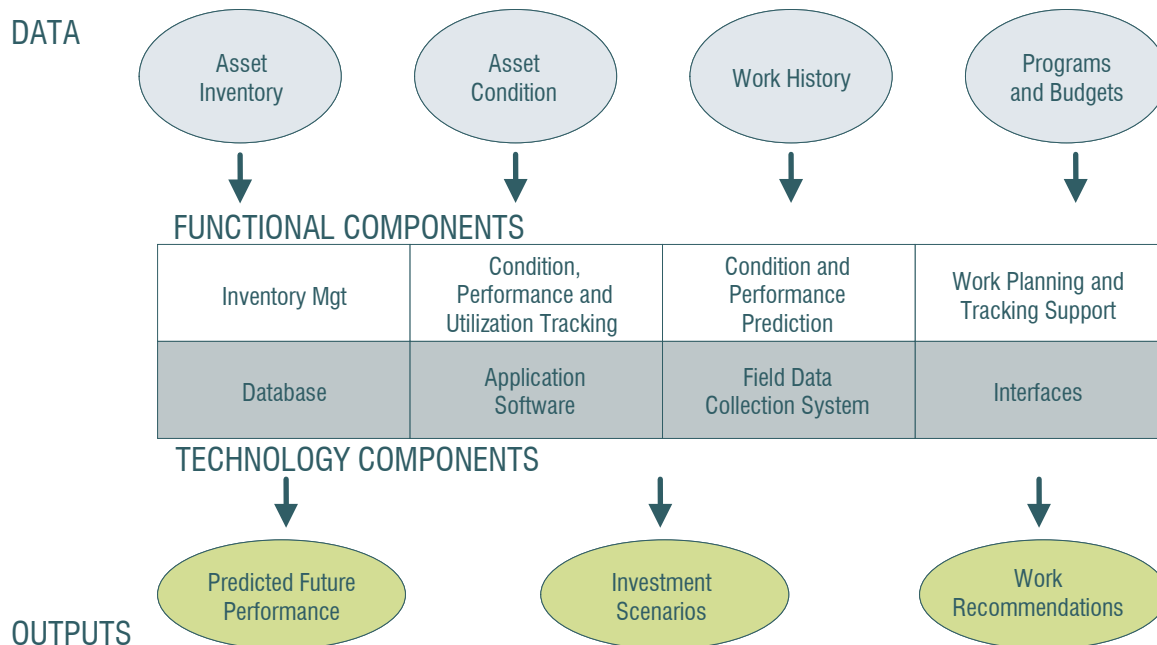 DATA
Asset
Inventory
Asset
Condition
Work History
Programs
and Budgets
FUNCTIONAL COMPONENTS
Inventory Mgt
Condition,
Performance and
Utilization Tracking
Condition and
Performance
Prediction
Work Planning and
Tracking Support
Database
Application
Software
Field Data
Collection System
Interfaces
TECHNOLOGY COMPONENTS
Predicted Future
Performance
Investment
Scenarios
Work
Recommendations
OUTPUTS